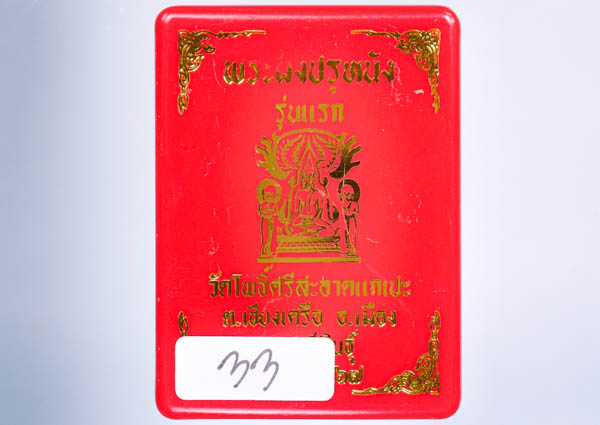 พระผงปรุหนัง
รุ่นแรก
วัดโพธิ์ศรีสะอาดแกเปะ
ต.เชียงเครือ อ.เมือง
33